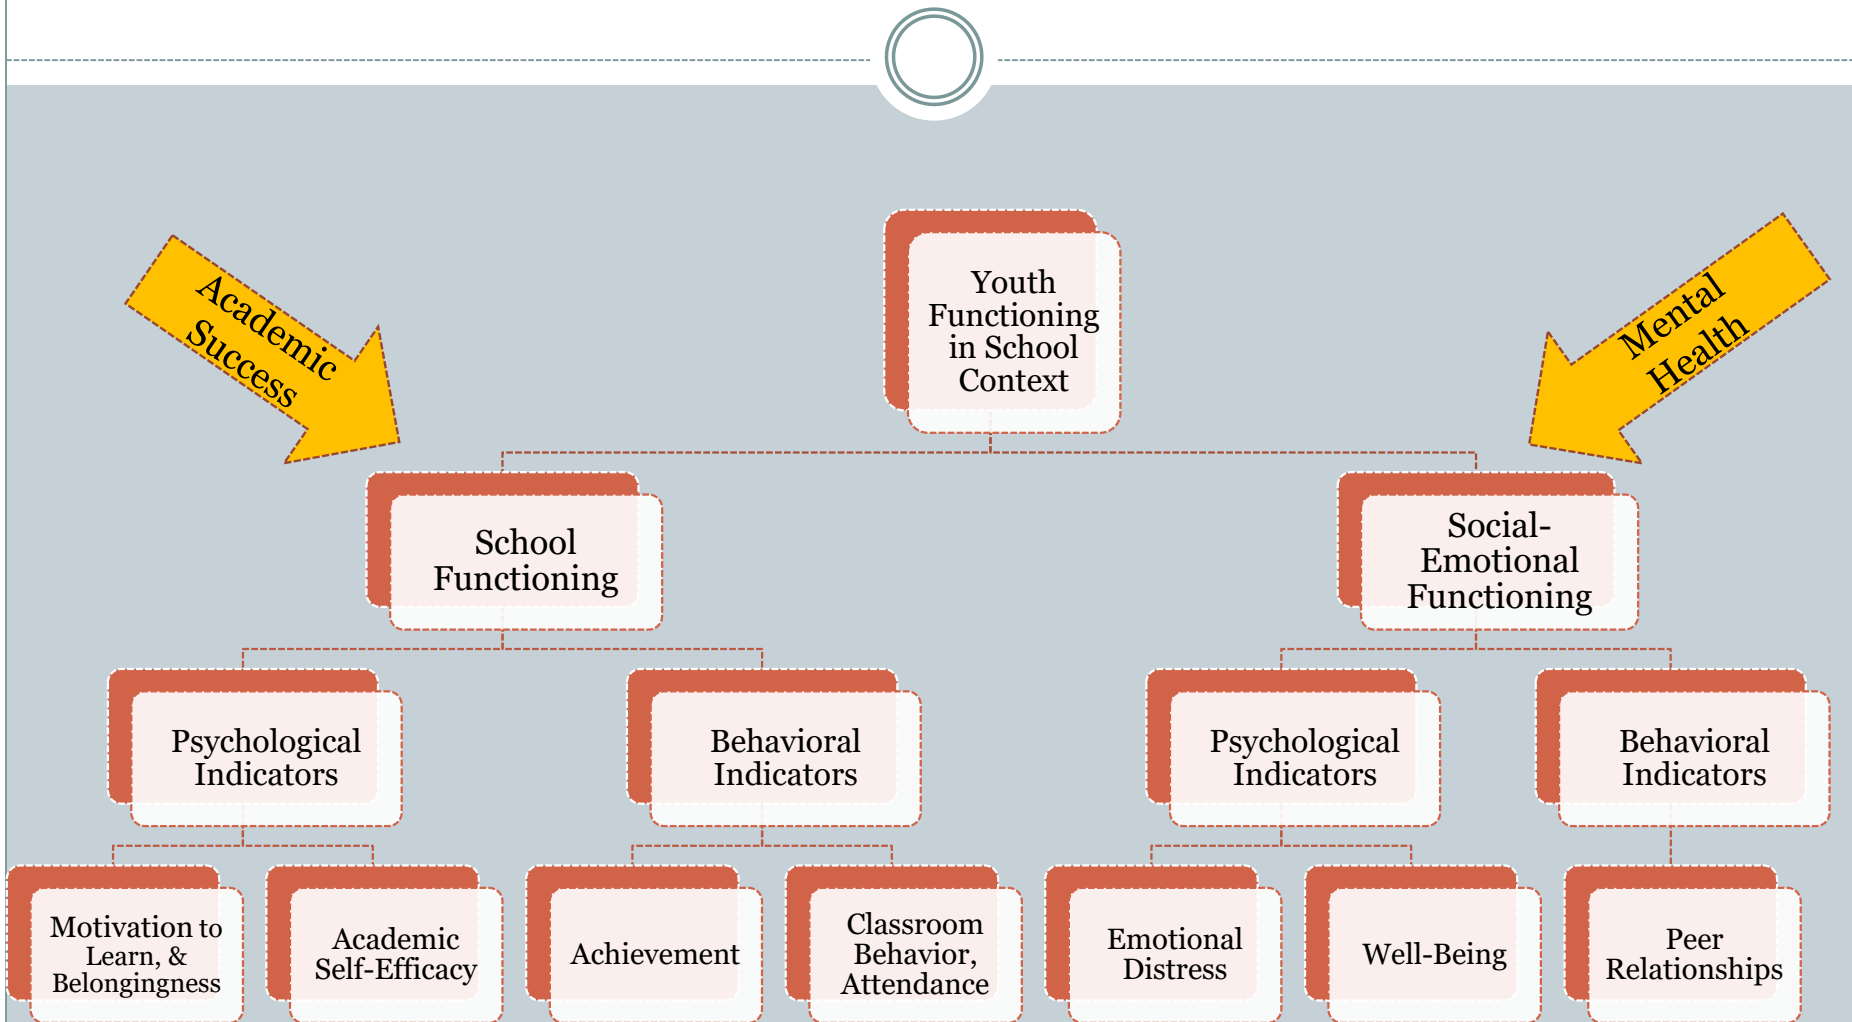 Youth
Functioning
in School
Context
Academic
Success
Mental
Health
School
Functioning
Social-
Emotional
Functioning
Psychological
Indicators
Behavioral
Indicators
Psychological
Indicators
Behavioral
Indicators
Motivation to
Learn, &
Belongingness
Academic
Self-Efficacy
Achievement
Classroom
Behavior,
Attendance
Emotional
Distress
Well-Being
Peer
Relationships